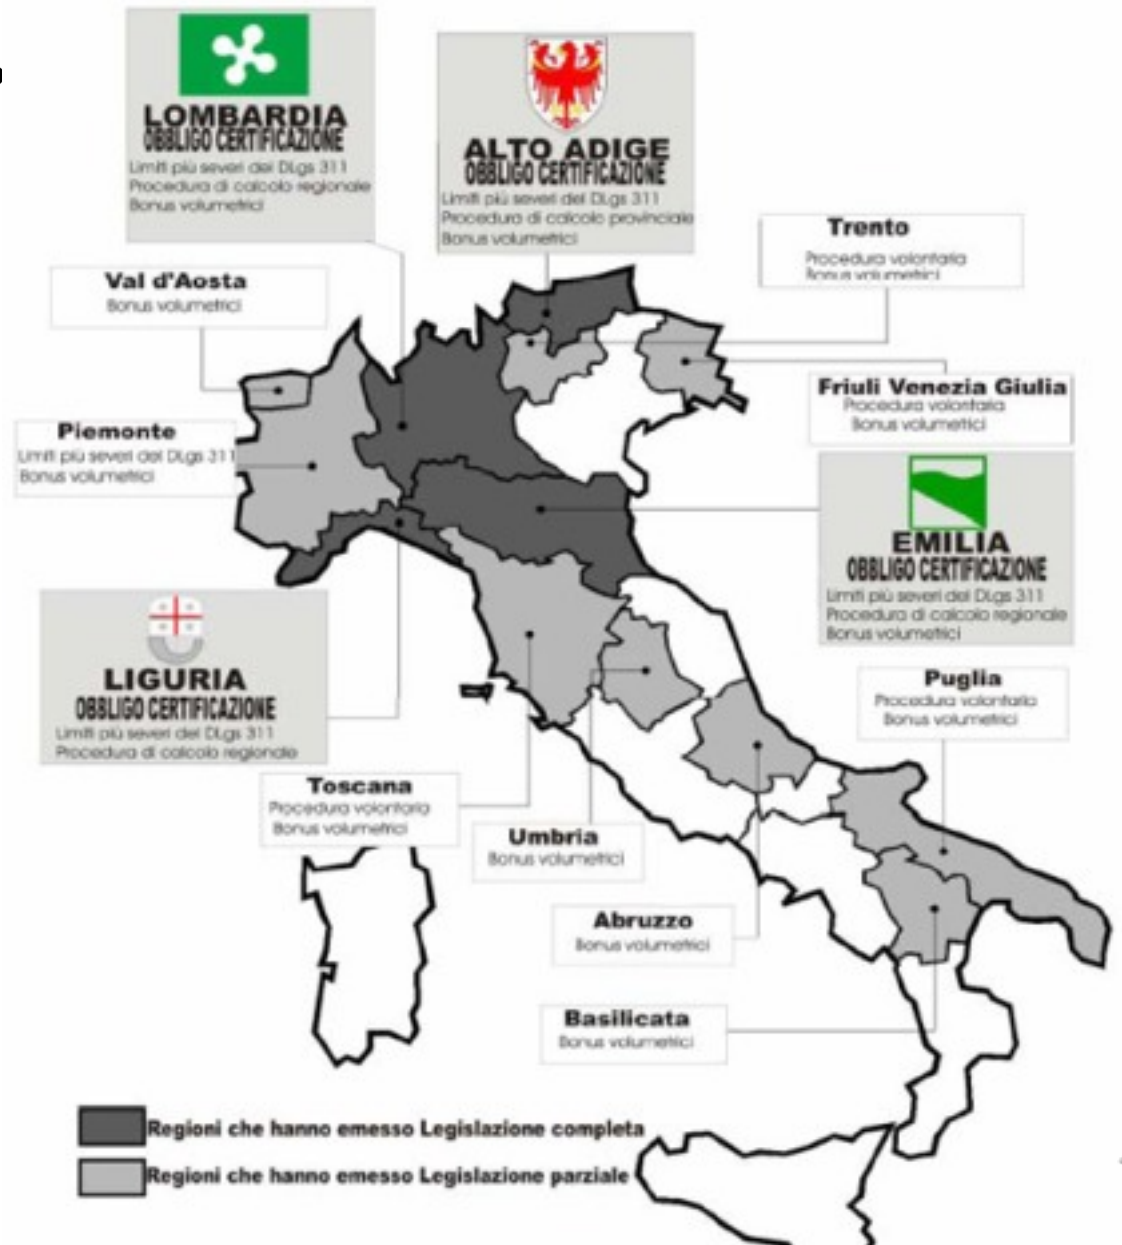 LOMBARDIA
OBBLIGO CERTIFICAZIONE
Limiti più severi del DLgs 311
Procedura di calcolo regionale
Bonus volumetrici
ALTO ADIGE
OBBLIGO CERTIFICAZIONE
Limiti più severi del DLgs 311
Procedura di calcolo provinciale
Bonus volumetrici
Trento
Procedura volontaria
Bonus volumetrici
Val d'Aosta
Bonus volumetrici
Friuli Venezia Giulia
Procedura volontaria
Bonus volumetrici
Piemonte
Limiti più severi del DLgs 311
Bonus volumetrici
EMILIA
OBBLIGO CERTIFICAZIONE
Limiti più severi del DLgs 311
Procedura di calcolo regionale
Bonus volumetrici
LIGURIA
OBBLIGO CERTIFICAZIONE
Limiti più severi del DLgs 311
Procedura di calcolo regionale
Puglia
Procedura volontaria
Bonus volumetrici
Toscana
Procedura volontaria
Bonus volumetrici
Umbria
Bonus volumetrici
Abruzzo
Bonus volumetrici
Basilicata
Bonus volumetrici
Regioni che hanno emesso Legislazione completa
Regioni che hanno emesso Legislazione parziale